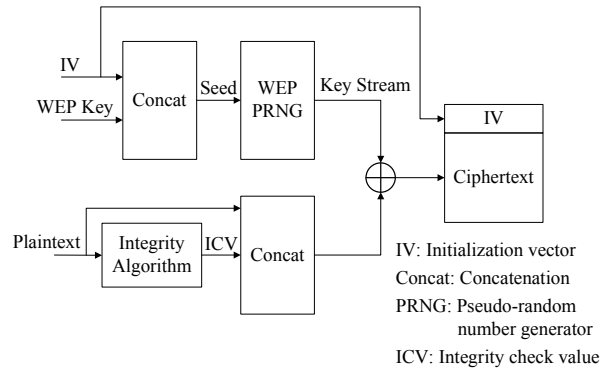 IV
WEP Key
Concat
Seed
WEP
PRNG
Key Stream
IV
Ciphertext
Plaintext
Integrity
Algorithm
ICV
Concat
IV: Initialization vector
Concat: Concatenation
PRNG: Pseudo-random
number generator
ICV: Integrity check value